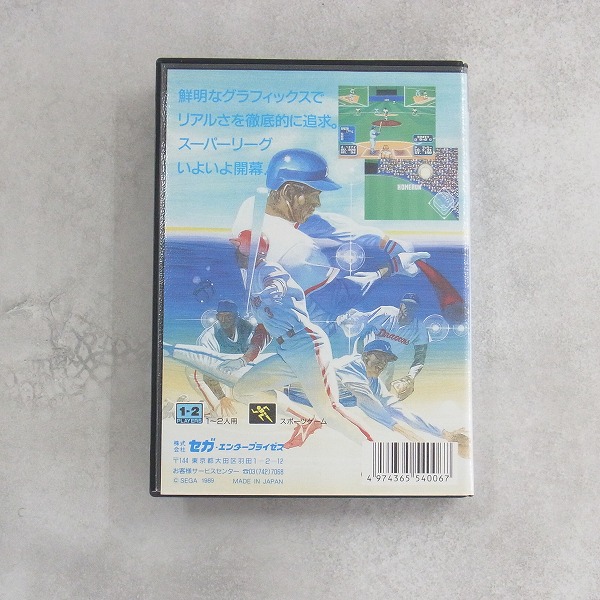 鮮明なグラフィックスで
リアルさを徹底的に追求。
スーパーリーグ
いよいよ開幕。
HOMERUN
1-2
PLAYERS
1〜2人用
スポーツゲーム
株式会社 セガ・エンタープライゼス
〒144 東京都大田区羽田1-2-12
お客様サービスセンター ☎03(742)7068
© SEGA 1989 MADE IN JAPAN
4 974365 540067